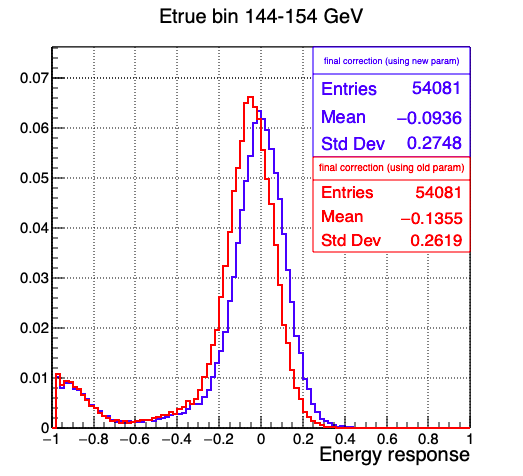 Etrue bin 144-154 GeV
final correction (using new param)
Entries 54081
Mean −0.0936
Std Dev 0.2748
final correction (using old param)
Entries 54081
Mean −0.1355
Std Dev 0.2619
0.07
0.06
0.05
0.04
0.03
0.02
0.01
0
−1 −0.8 −0.6 −0.4 −0.2 0 0.2 0.4 0.6 0.8 1
Energy response